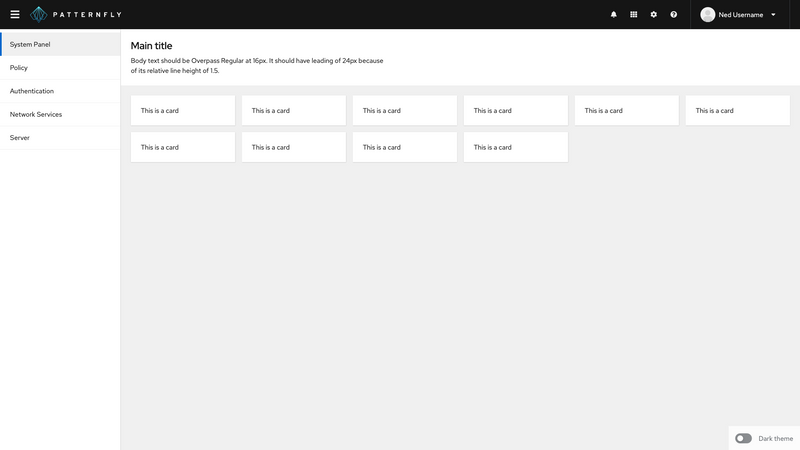 PATTERNFLY
Ned Username
System Panel
Policy
Authentication
Network Services
Server
Main title
Body text should be Overpass Regular at 16px. It should have leading of 24px because
of its relative line height of 1.5.
This is a card
This is a card
This is a card
This is a card
This is a card
This is a card
This is a card
This is a card
This is a card
This is a card
Dark theme